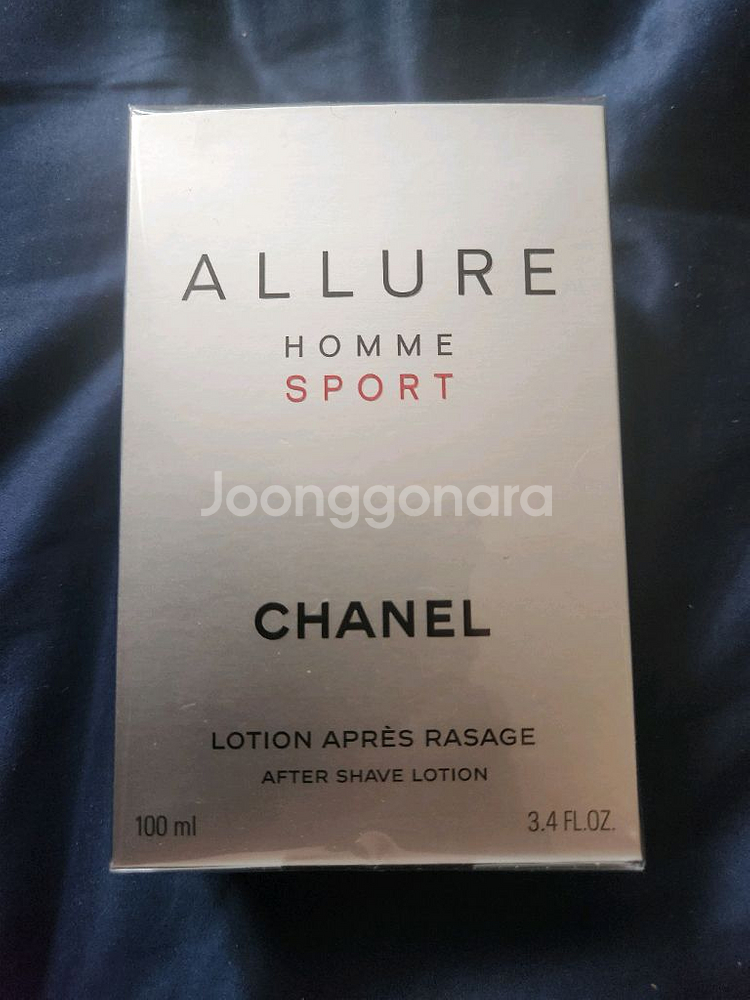 ALLURE
HOMME
SPORT
Joonggonara
CHANEL
LOTION APRÈS RASAGE
AFTER SHAVE LOTION
100 ml 3.4 FL.OZ.